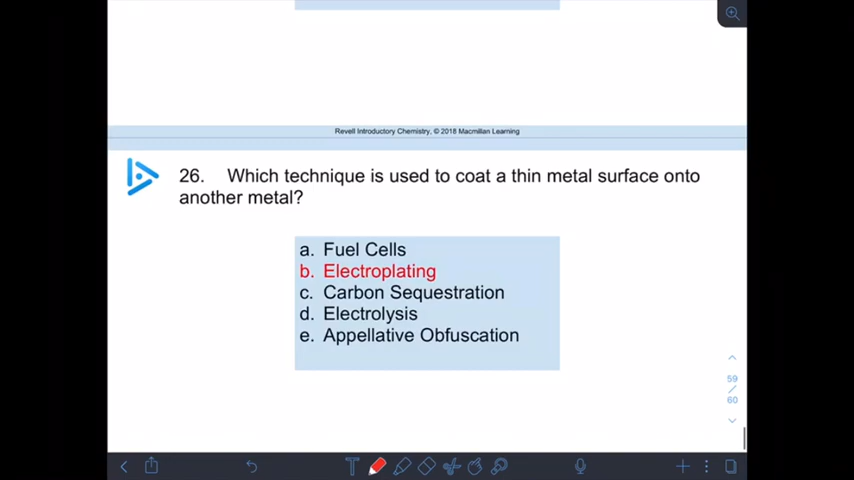 Revell Introductory Chemistry, © 2018 Macmillan Learning
26. Which technique is used to coat a thin metal surface onto
another metal?
a. Fuel Cells
b. Electroplating
c. Carbon Sequestration
d. Electrolysis
e. Appellative Obfuscation
59
/
60